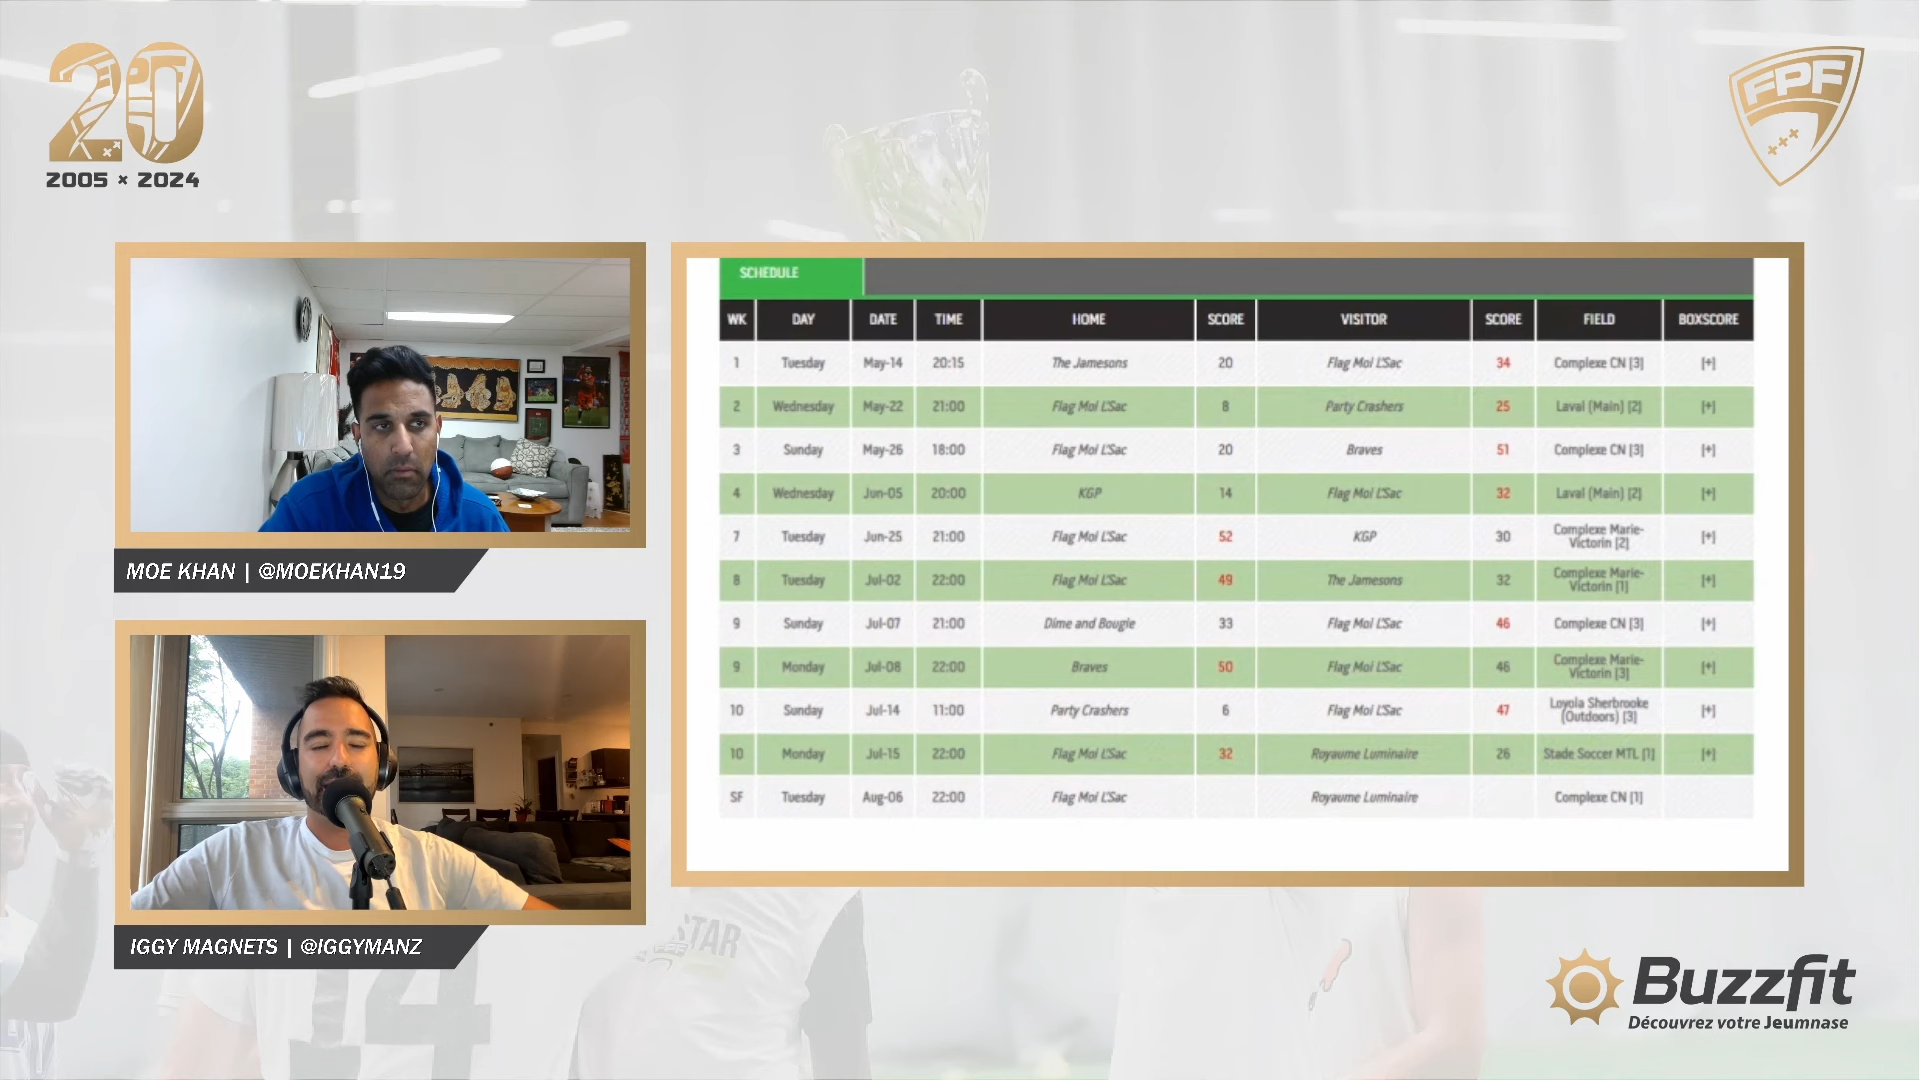 20
2005 × 2024
FPF
MOE KHAN | @MOEKHAN19
IGGY MAGNETS | @IGGYMANZ
SCHEDULE
WK DAY DATE TIME HOME SCORE VISITOR SCORE FIELD BOXSCORE
1 Tuesday May-14 20:15 The Jamesons 20 Flag Moi L'Sac 34 Complexe CN [3] [+]
2 Wednesday May-22 21:00 Flag Moi L'Sac 8 Party Crashers 25 Laval (Main) [2] [+]
3 Sunday May-26 18:00 Flag Moi L'Sac 20 Braves 51 Complexe CN [3] [+]
4 Wednesday Jun-05 20:00 KGP 14 Flag Moi L'Sac 32 Laval (Main) [2] [+]
7 Tuesday Jun-25 21:00 Flag Moi L'Sac 52 KGP 30 Complexe Marie-
Victorin [2] [+]
8 Tuesday Jul-02 22:00 Flag Moi L'Sac 49 The Jamesons 32 Complexe Marie-
Victorin [1] [+]
9 Sunday Jul-07 21:00 Dime and Bougie 33 Flag Moi L'Sac 46 Complexe CN [3] [+]
9 Monday Jul-08 22:00 Braves 50 Flag Moi L'Sac 46 Complexe Marie-
Victorin [3] [+]
10 Sunday Jul-14 11:00 Party Crashers 6 Flag Moi L'Sac 47 Loyola Sherbrooke
(Outdoors) [3] [+]
10 Monday Jul-15 22:00 Flag Moi L'Sac 32 Royaume Luminaire 26 Stade Soccer MTL [1] [+]
SF Tuesday Aug-06 22:00 Flag Moi L'Sac Royaume Luminaire Complexe CN [1]
STAR
FPF
14
Buzzfit
Découvrez votre Jeumnase